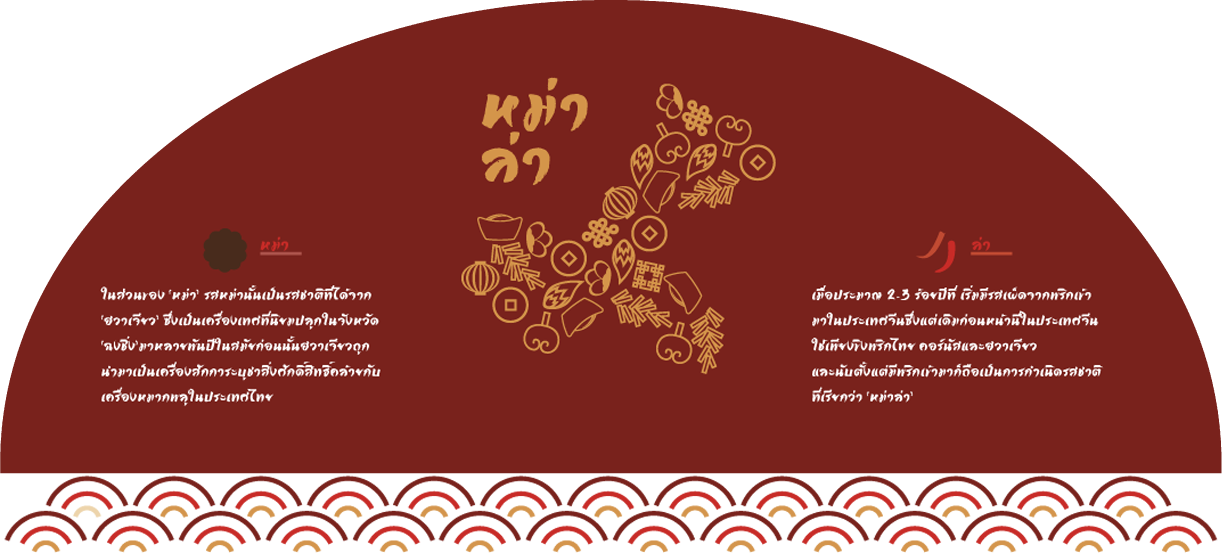 หม่า
ล่า
หม่า
ในส่วนของ 'หม่า' รสหม่านั้นเป็นรสชาติที่ได้จาก
'ฮวาเจียว' ซึ่งเป็นเครื่องเทศที่นิยมปลูกในจังหวัด
'ฉงชิ่ง'มาหลายพันปีในสมัยก่อนนั้นฮวาเจียวถูก
นำมาเป็นเครื่องสักการะบูชาสิ่งศักดิ์สิทธิ์คล้ายกับ
เครื่องหมากพลูในประเทศไทย
ล่า
เมื่อประมาณ 2-3 ร้อยปีที่ เริ่มมีรสเผ็ดจากพริกเข้า
มาในประเทศจีนซึ่งแต่เดิมก่อนหน้านี้ในประเทศจีน
ใช้เพียงขิงพริกไทย คอร์นัสและฮวาเจียว
และนับตั้งแต่มีพริกเข้ามาก็ถือเป็นการกำเนิดรสชาติ
ที่เรียกว่า 'หม่าล่า'